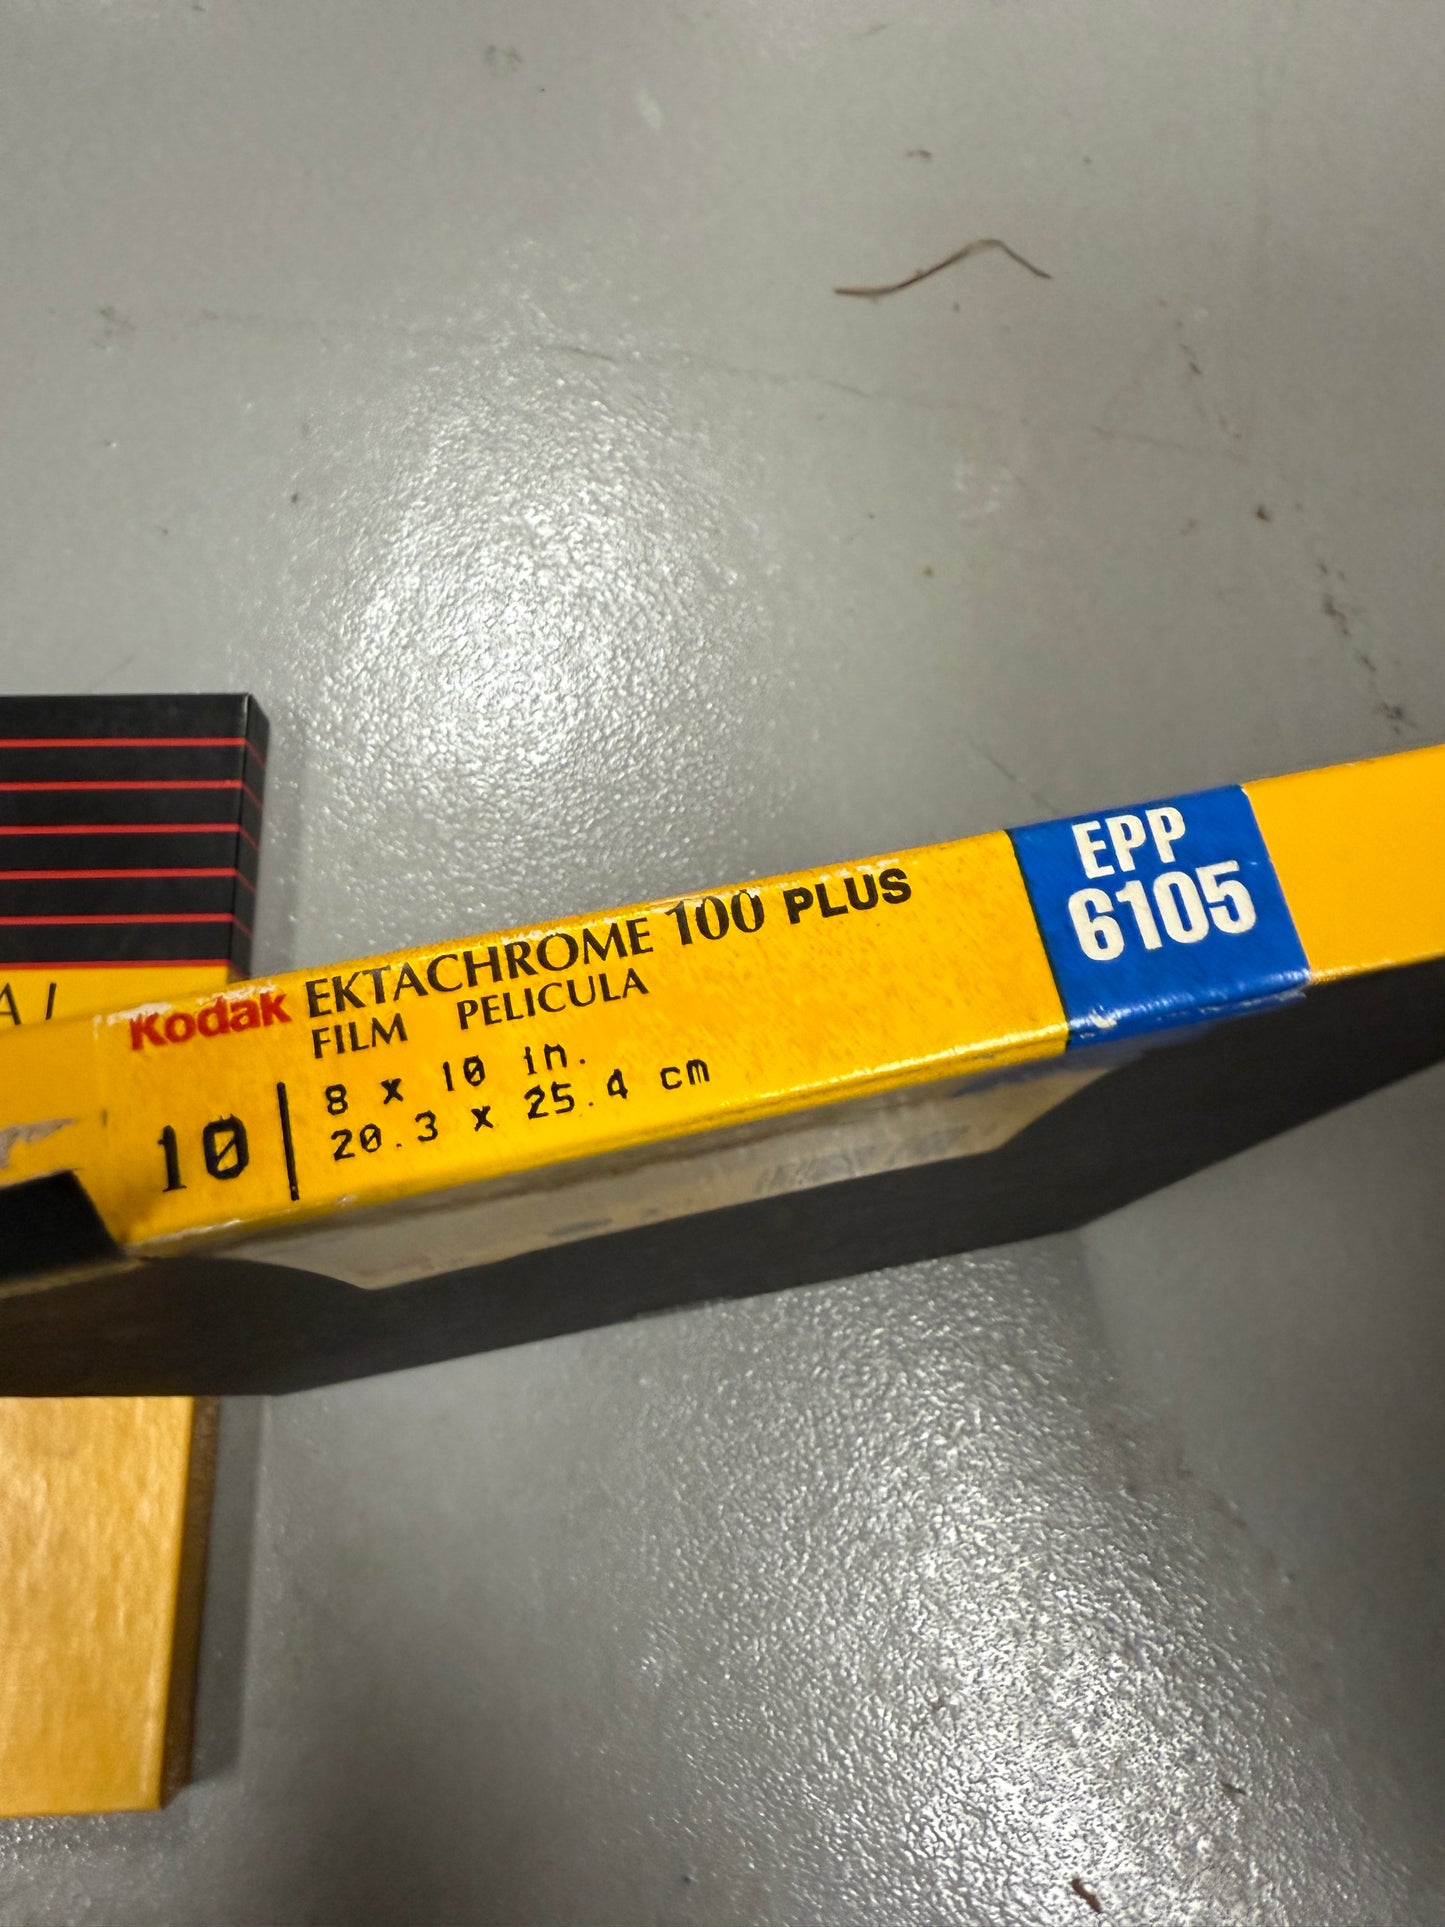 Kodak EKTACHROME 100 PLUS
FILM PELICULA
10 8 x 10 in.
20.3 x 25.4 cm
EPP
6105